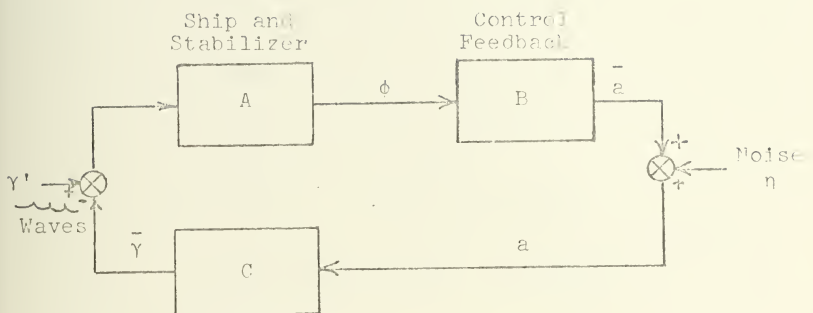 Ship and
Stabilizer
Control
Feedback
A
ϕ
B
a̅
+
Noise
η
+
γ'
+
-
Waves
γ̅
C
a